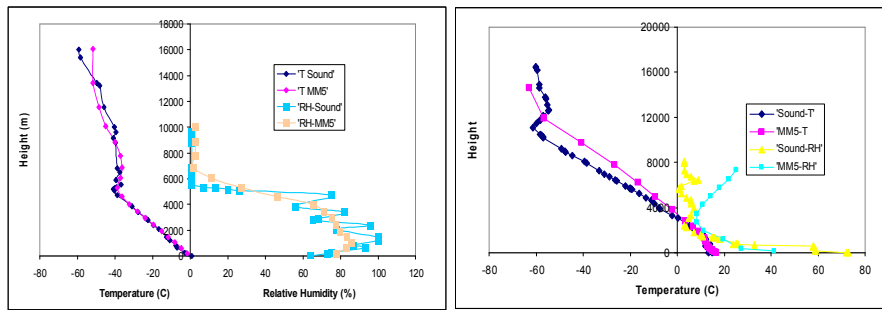 18000
16000
14000
12000
10000
8000
6000
4000
2000
0
Height (m)
'T Sound'
'T MM5'
'RH-Sound'
'RH-MM5'
-80 -60 -40 -20 0 20 40 60 80 100 120
Temperature (C) Relative Humidity (%)
20000
16000
12000
8000
4000
0
Height
'Sound-T'
'MM5-T'
'Sound-RH'
'MM5-RH'
-80 -60 -40 -20 0 20 40 60 80
Temperature (C)